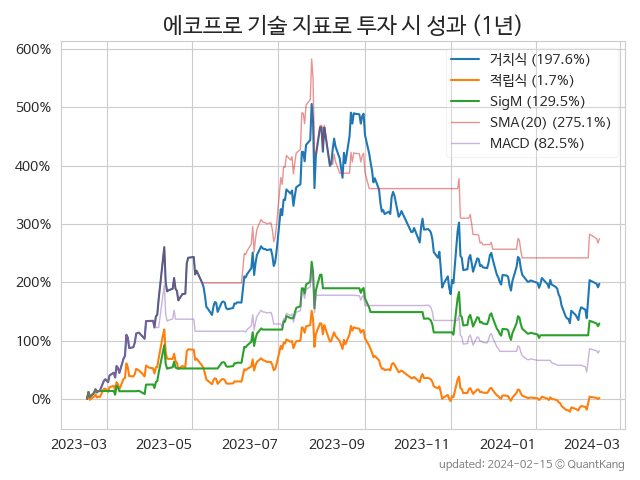 에코프로 기술 지표로 투자 시 성과 (1년)
600%
500%
400%
300%
200%
100%
0%
거치식 (197.6%)
적립식 (1.7%)
SigM (129.5%)
SMA(20) (275.1%)
MACD (82.5%)
2023-03
2023-05
2023-07
2023-09
2023-11
2024-01
2024-03
updated: 2024-02-15 © QuantKang